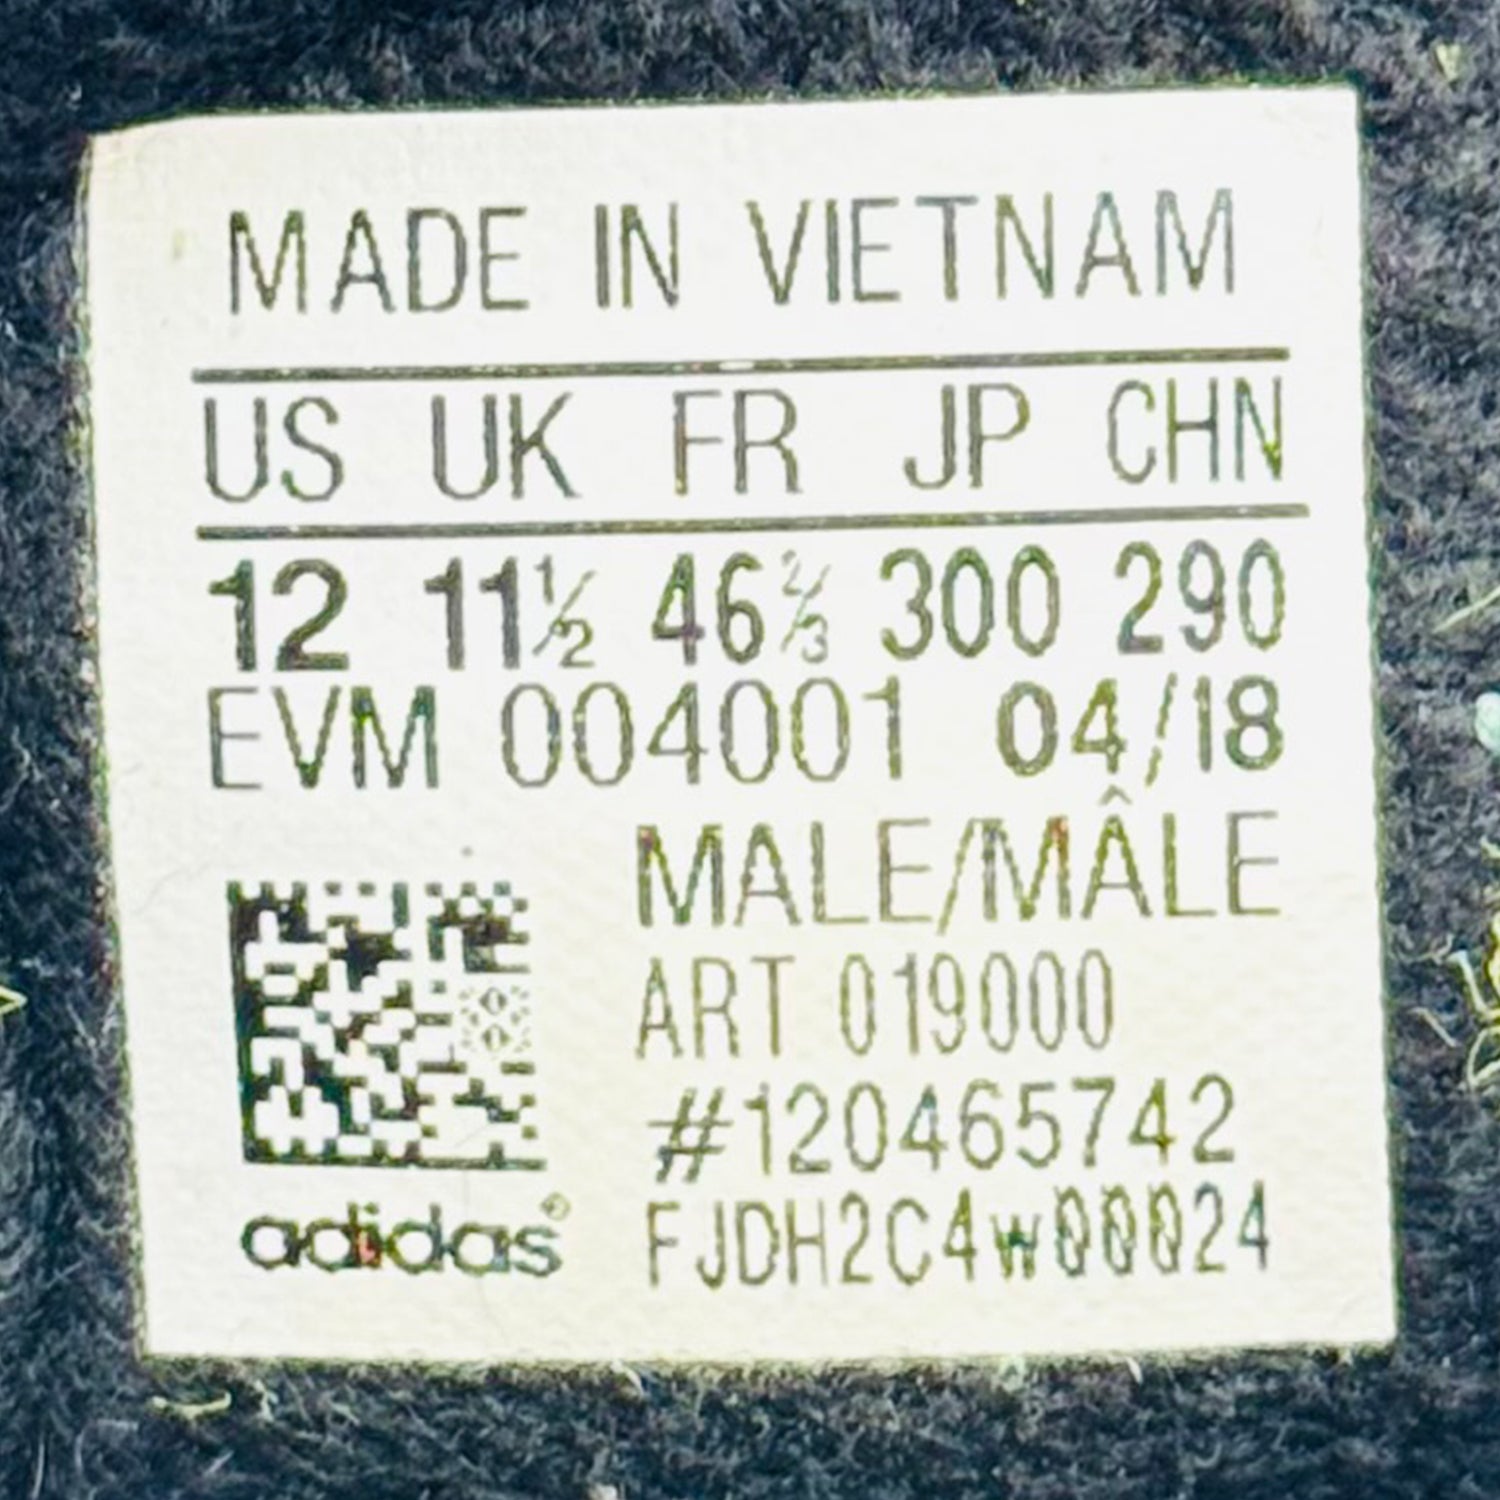 MADE IN VIETNAM
US UK FR JP CHN
12 11½ 46⅔ 300 290
EVM 004001 04/18
MALE/MÂLE
ART 019000
#120465742
FJDH2C4W00024
adidas®